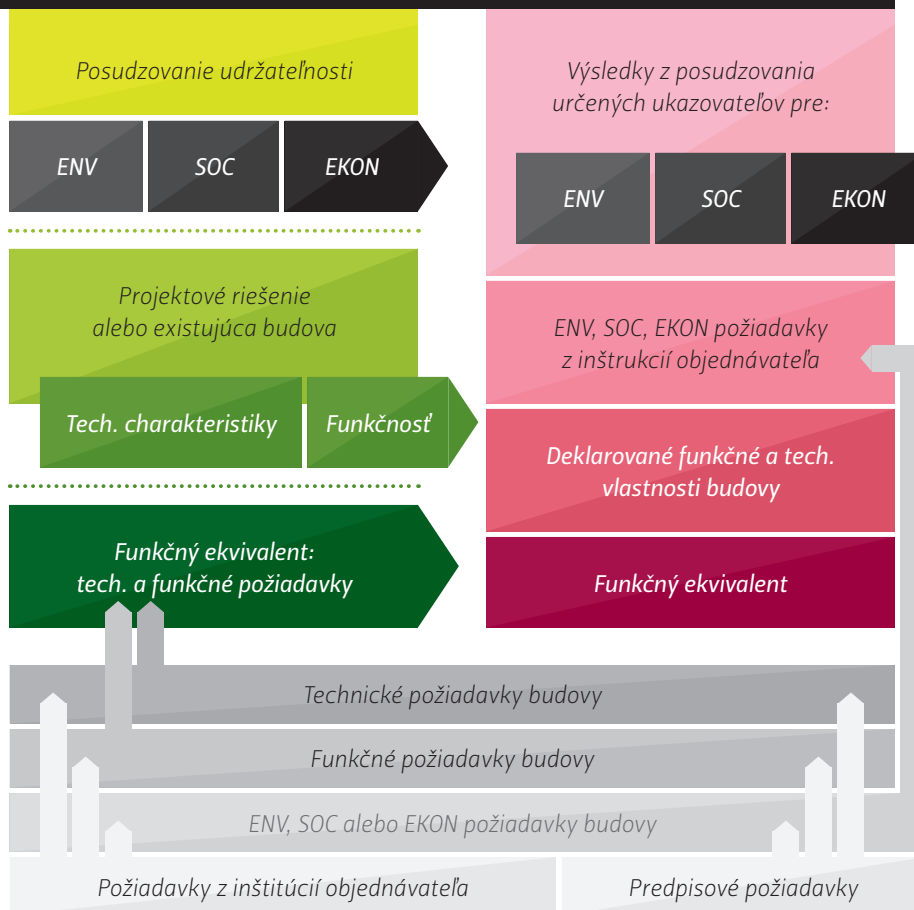 Posudzovanie udržateľnosti
ENV
SOC
EKON
Projektové riešenie
alebo existujúca budova
Tech. charakteristiky
Funkčnosť
Funkčný ekvivalent:
tech. a funkčné požiadavky
Výsledky z posudzovania
určených ukazovateľov pre:
ENV
SOC
EKON
ENV, SOC, EKON požiadavky
z inštrukcií objednávateľa
Deklarované funkčné a tech.
vlastnosti budovy
Funkčný ekvivalent
Technické požiadavky budovy
Funkčné požiadavky budovy
ENV, SOC alebo EKON požiadavky budovy
Požiadavky z inštitúcií objednávateľa
Predpisové požiadavky